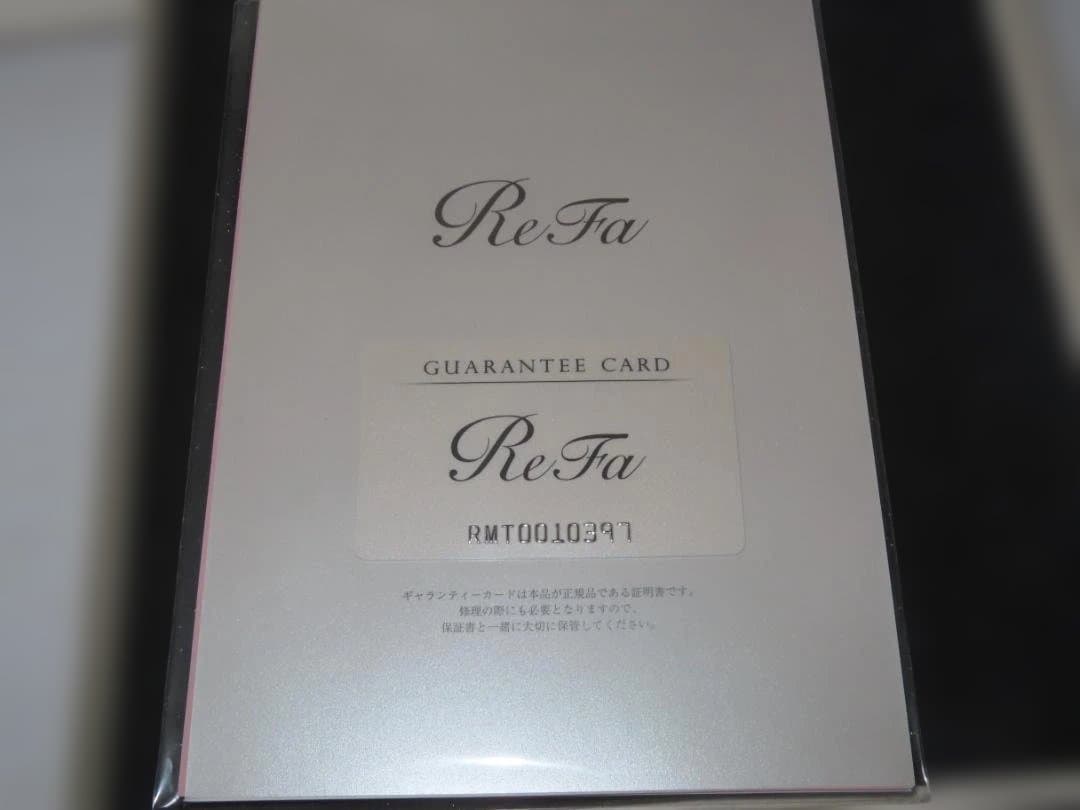 ReFa
GUARANTEE CARD
ReFa
RMT0010397
ギャランティーカードは本品が正規品である証明書です。
修理の際にも必要となりますので、
保証書と一緒に大切に保管してください。